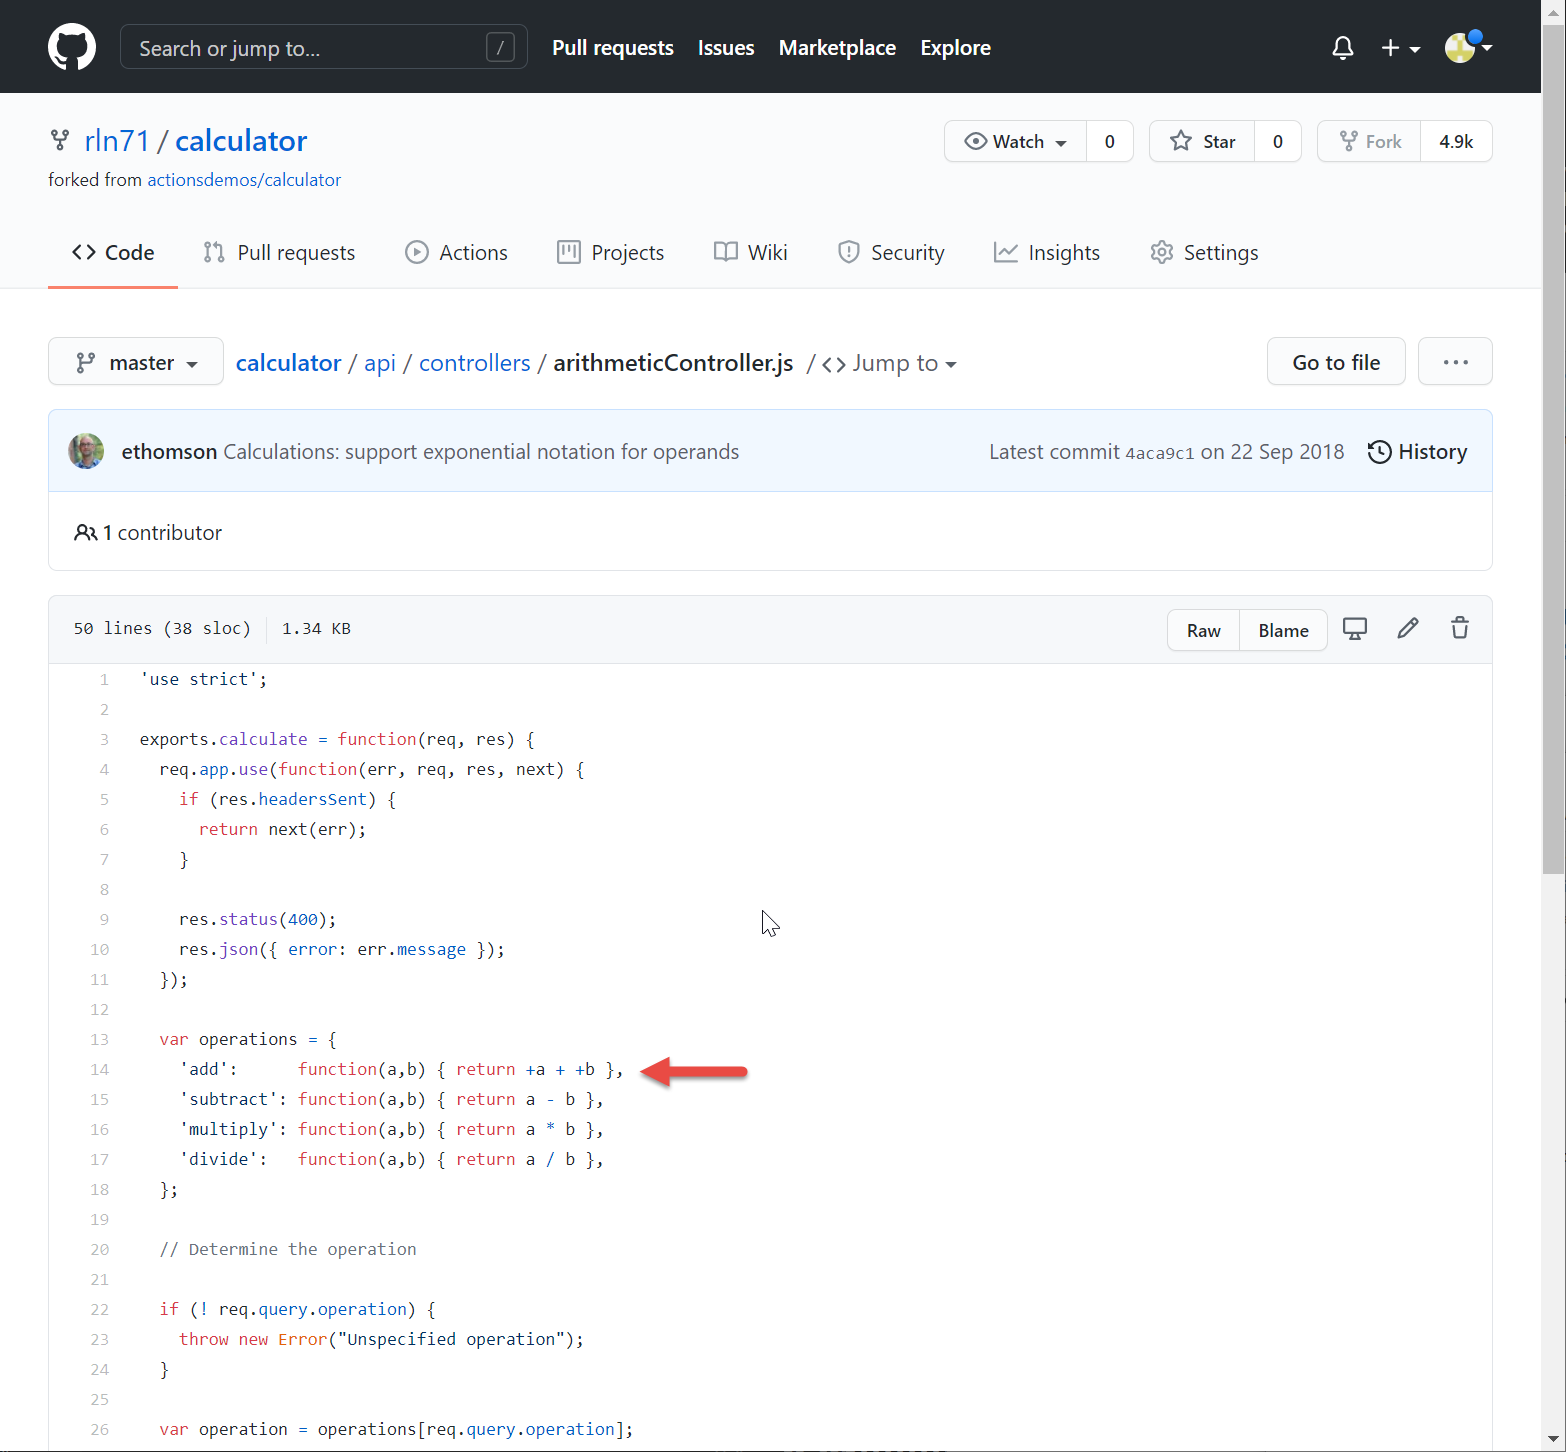 Search or jump to... /
Pull requests Issues Marketplace Explore
rln71 / calculator
Watch 0 Star 0 Fork 4.9k
forked from actionsdemos/calculator
Code Pull requests Actions Projects Wiki Security Insights Settings
master calculator / api / controllers / arithmeticController.js / <> Jump to Go to file ...
ethomson Calculations: support exponential notation for operands Latest commit 4aca9c1 on 22 Sep 2018 History
1 contributor
50 lines (38 sloc) 1.34 KB Raw Blame
1 'use strict';
2
3 exports.calculate = function(req, res) {
4 req.app.use(function(err, req, res, next) {
5 if (res.headersSent) {
6 return next(err);
7 }
8
9 res.status(400);
10 res.json({ error: err.message });
11 });
12
13 var operations = {
14 'add': function(a,b) { return +a + +b },
15 'subtract': function(a,b) { return a - b },
16 'multiply': function(a,b) { return a * b },
17 'divide': function(a,b) { return a / b },
18 };
19
20 // Determine the operation
21
22 if (! req.query.operation) {
23 throw new Error("Unspecified operation");
24 }
25
26 var operation = operations[req.query.operation];